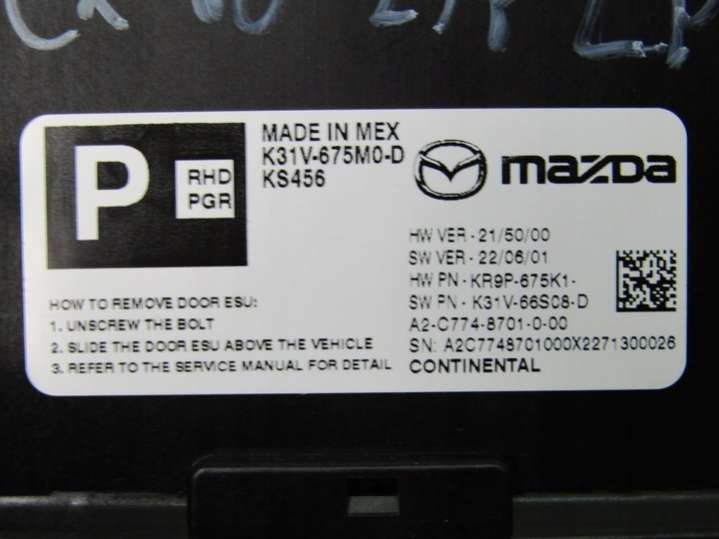 P
RHD
PGR
MADE IN MEX
K31V-675M0-D
KS456
mazda
HW VER - 21/50/00
SW VER - 22/06/01
HW PN - KR9P-675K1-
SW PN - K31V-66S08-D
A2-C774-8701-0-00
SN: A2C7748701000X2271300026
CONTINENTAL
HOW TO REMOVE DOOR ESU:
1. UNSCREW THE BOLT
2. SLIDE THE DOOR ESU ABOVE THE VEHICLE
3. REFER TO THE SERVICE MANUAL FOR DETAIL